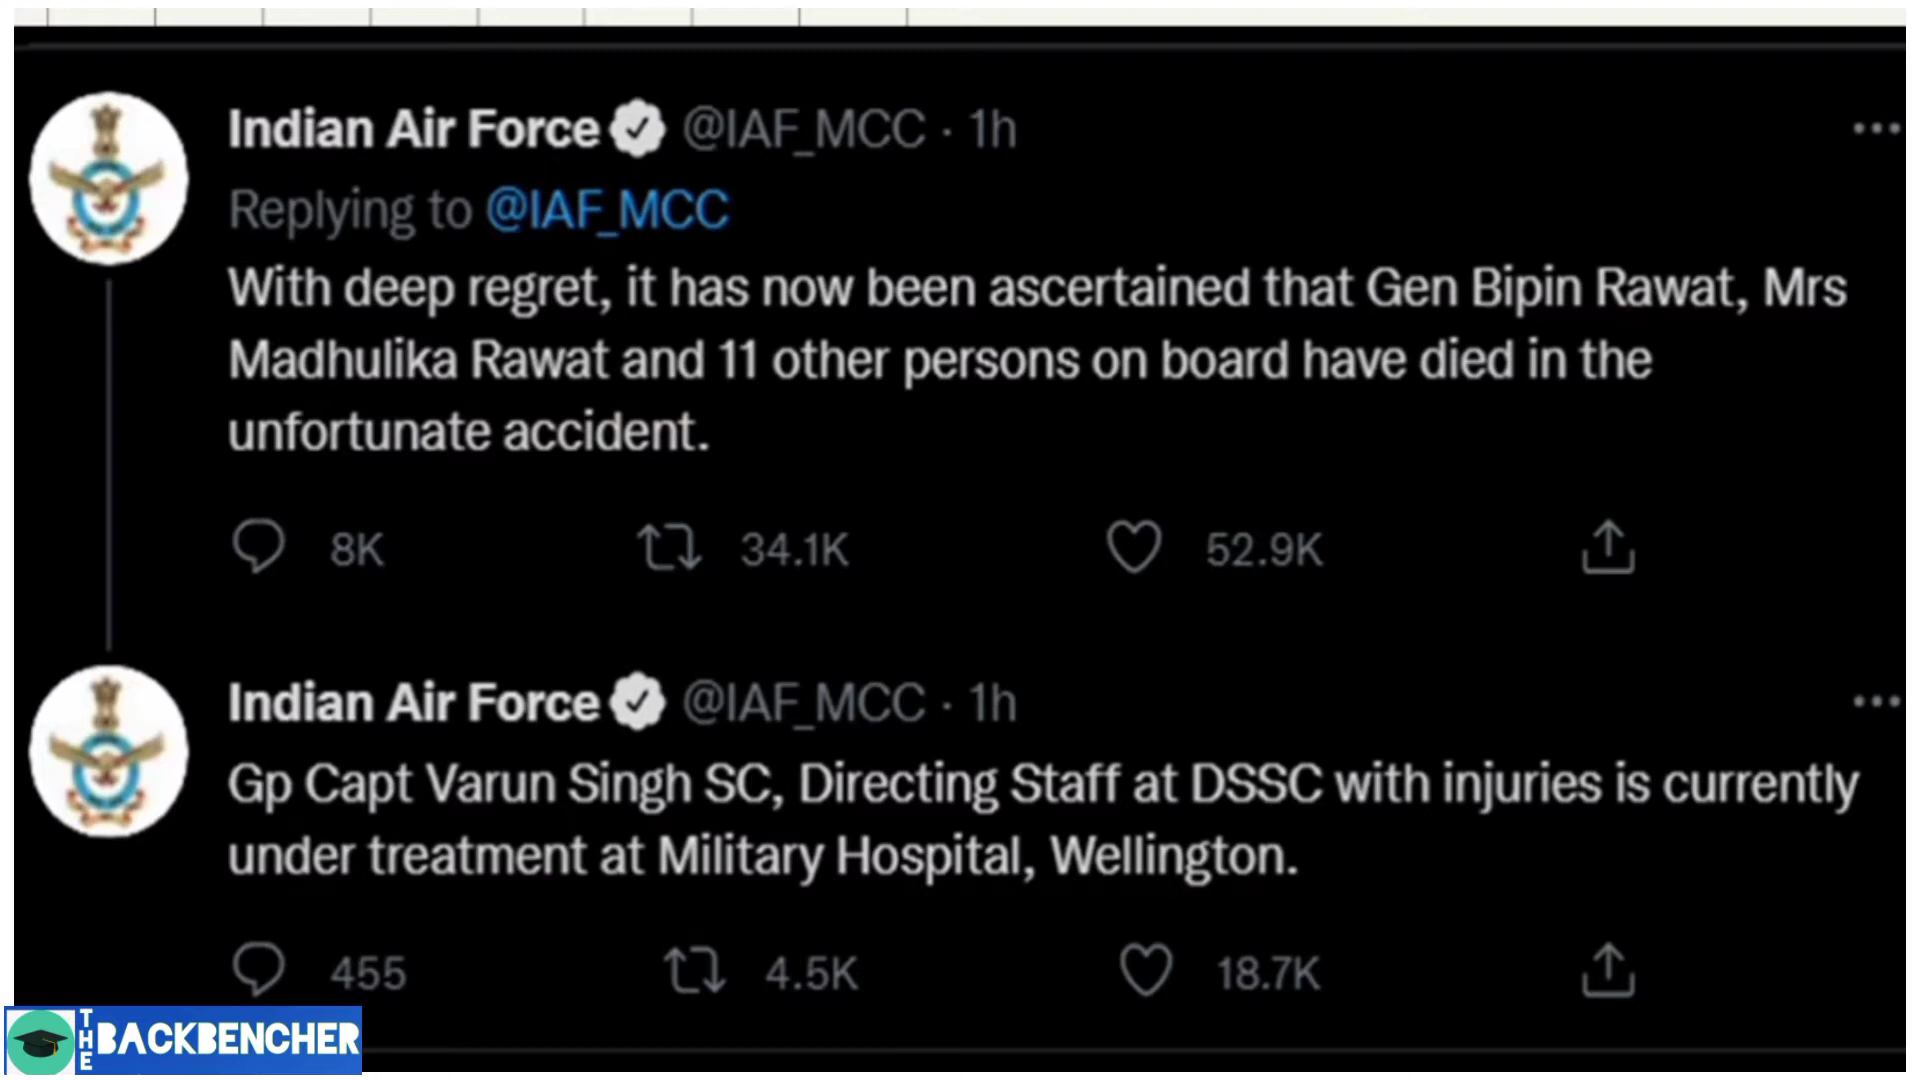 Indian Air Force @IAF_MCC · 1h
Replying to @IAF_MCC
With deep regret, it has now been ascertained that Gen Bipin Rawat, Mrs
Madhulika Rawat and 11 other persons on board have died in the
unfortunate accident.
8K 34.1K 52.9K
Indian Air Force @IAF_MCC · 1h
Gp Capt Varun Singh SC, Directing Staff at DSSC with injuries is currently
under treatment at Military Hospital, Wellington.
455 4.5K 18.7K
THE BACKBENCHER